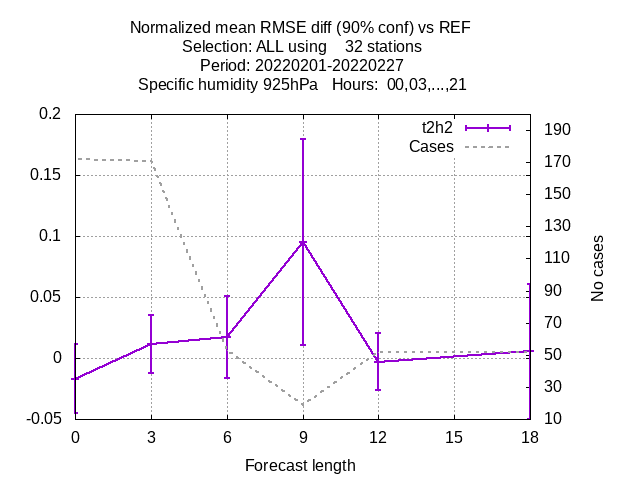 Normalized mean RMSE diff (90% conf) vs REF
Selection: ALL using    32 stations
Period: 20220201-20220227
Specific humidity 925hPa   Hours:  00,03,...,21
t2h2
Cases
0.2
0.15
0.1
0.05
0
-0.05
190
170
150
130
110
90
70
50
30
10
No cases
0 3 6 9 12 15 18
Forecast length